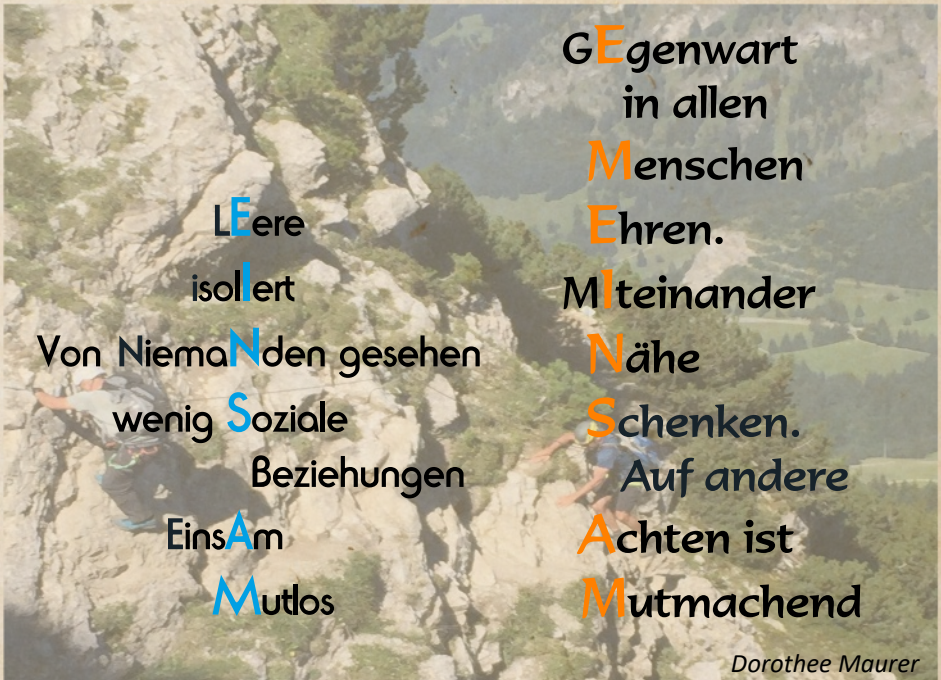 LEere
isolIert
Von NiemaNden gesehen
wenig Soziale
Beziehungen
EinsAm
Mutlos
GEgenwart
in allen
Menschen
Ehren.
MIteinander
Nähe
Schenken.
Auf andere
Achten ist
Mutmachend
Dorothee Maurer